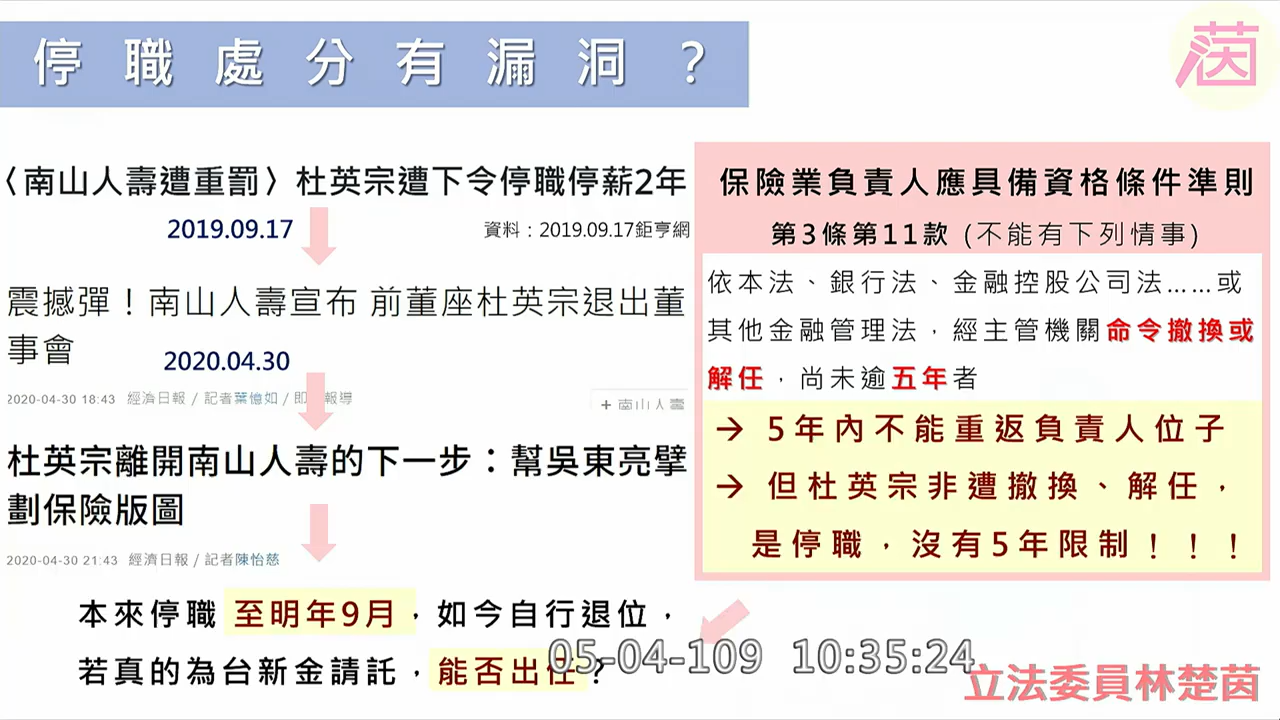 停職處分有漏洞？
茵
〈南山人壽遭重罰〉杜英宗遭下令停職停薪2年
2019.09.17
資料：2019.09.17鉅亨網
震撼彈！南山人壽宣布 前董座杜英宗退出董
事會
2020.04.30
2020-04-30 18:43 經濟日報 / 記者葉憶如 / 即 報導
+ 南山人壽
杜英宗離開南山人壽的下一步：幫吳東亮擘
劃保險版圖
2020-04-30 21:43 經濟日報 / 記者陳怡慈
本來停職 至明年9月，如今自行退位，
若真的為台新金請託，能否出任？
保險業負責人應具備資格條件準則
第3條第11款 (不能有下列情事)
依本法、銀行法、金融控股公司法……或
其他金融管理法，經主管機關命令撤換或
解任，尚未逾五年者
→ 5年內不能重返負責人位子
→ 但杜英宗非遭撤換、解任，
是停職，沒有5年限制！！！
05-04-109 10:35:24
立法委員林楚茵